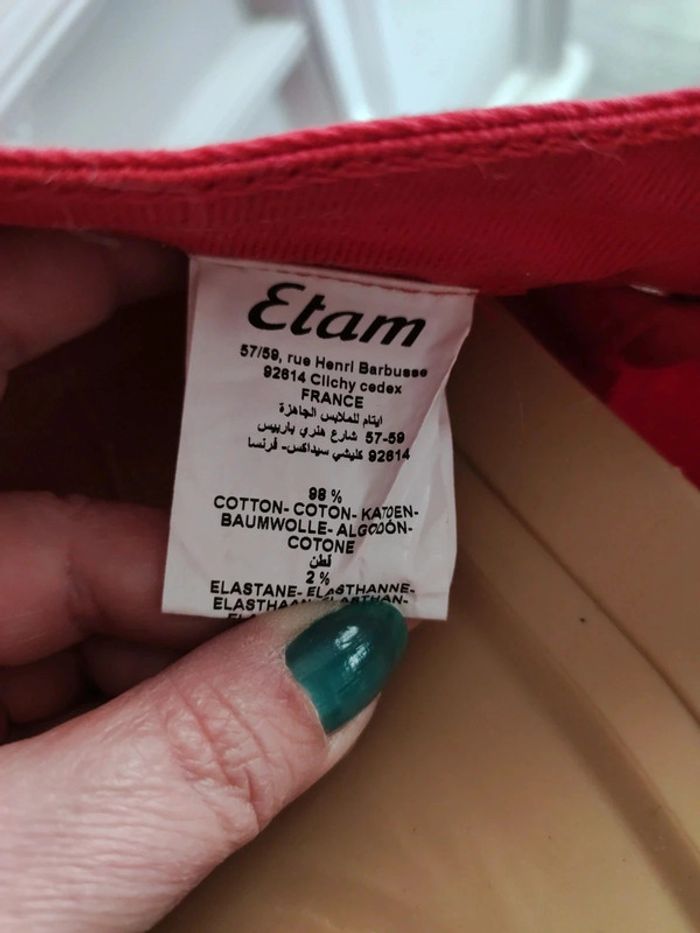 Etam
57/59, rue Henri Barbusse
92614 Clichy cedex
FRANCE
ايتام للملابس الجاهزة
57-59 شارع هنري باربيس
92614 كليشي سيداكس- فرنسا
98 %
COTTON- COTON- KATOEN-
BAUMWOLLE- ALGODÓN-
COTONE
قطن
2 %
ELASTANE- ELASTHANNE-